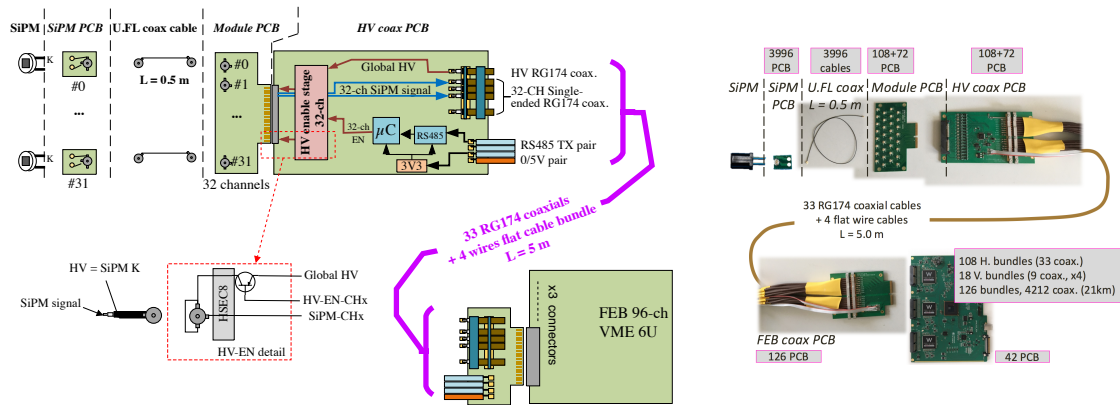 SiPM
SiPM PCB
U.FL coax cable
Module PCB
HV coax PCB
K
#0
L = 0.5 m
...
...
K
#31
#0
#1
...
#31
32 channels
HV enable stage
32-ch
Global HV
32-ch SiPM signal
32-ch
EN
µC
RS485
3V3
HV RG174 coax.
32-CH Single-
ended RG174 coax.
RS485 TX pair
0/5V pair
33 RG174 coaxials
+ 4 wires flat cable bundle
L = 5 m
HV = SiPM K
SiPM signal
HSEC8
Global HV
HV-EN-CHx
SiPM-CHx
HV-EN detail
x3 connectors
FEB 96-ch
VME 6U
3996
PCB
3996
cables
108+72
PCB
108+72
PCB
SiPM
SiPM
PCB
U.FL coax
L = 0.5 m
Module PCB
HV coax PCB
33 RG174 coaxial cables
+ 4 flat wire cables
L = 5.0 m
108 H. bundles (33 coax.)
18 V. bundles (9 coax., x4)
126 bundles, 4212 coax. (21km)
FEB coax PCB
126 PCB
42 PCB